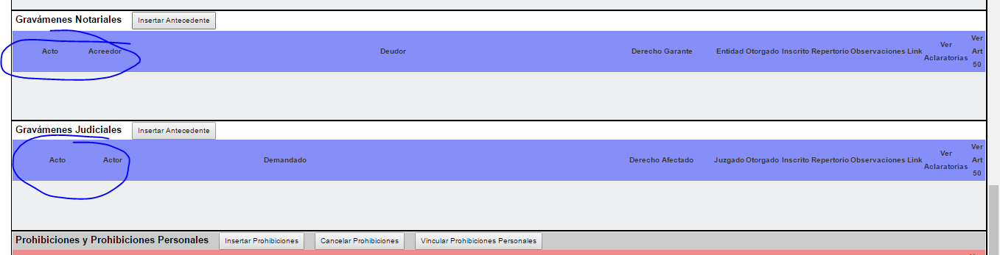 Gravámenes Notariales Insertar Antecedente
Acto Acreedor Deudor Derecho Garante Entidad Otorgado Inscrito Repertorio Observaciones Link Ver Aclaratorias Ver Art 50
Gravámenes Judiciales Insertar Antecedente
Acto Actor Demandado Derecho Afectado Juzgado Otorgado Inscrito Repertorio Observaciones Link Ver Aclaratorias Ver Art 50
Prohibiciones y Prohibiciones Personales Insertar Prohibiciones Cancelar Prohibiciones Vincular Prohibiciones Personales